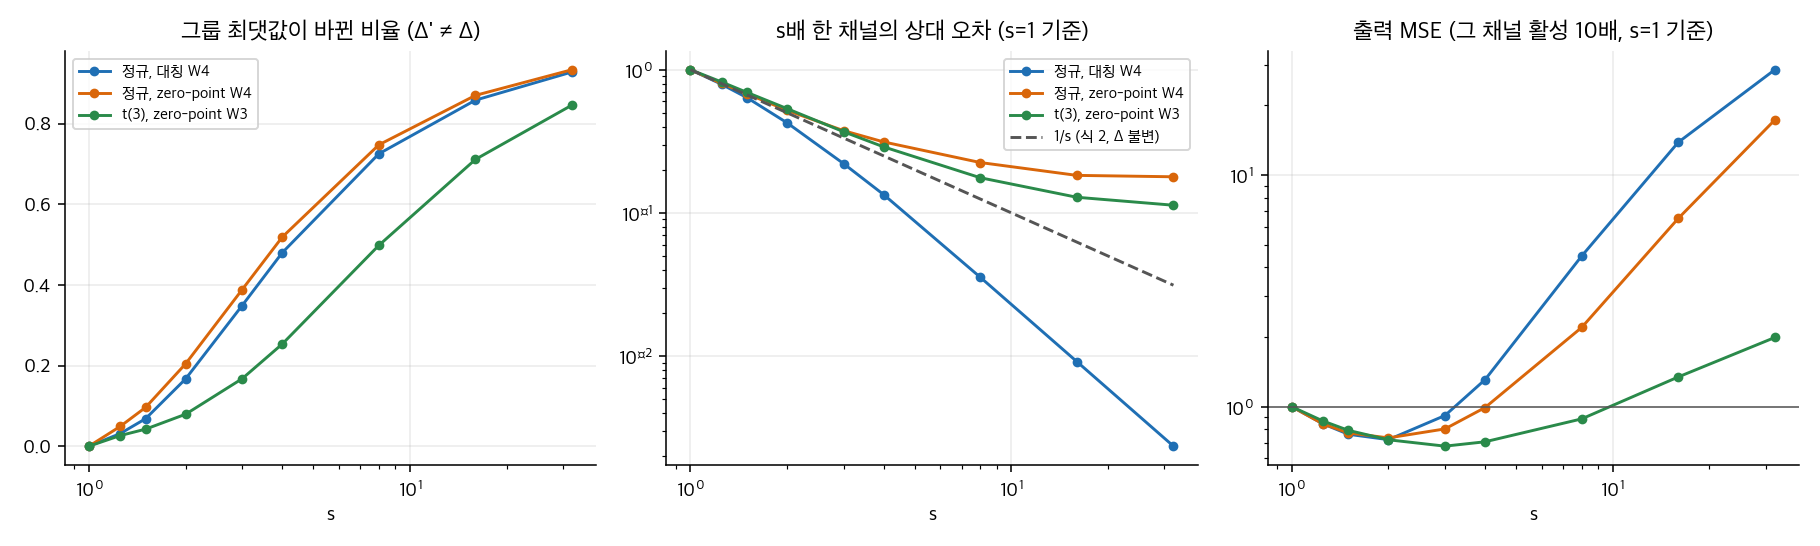 그룹 최댓값이 바뀐 비율 (Δ' ≠ Δ)
정규, 대칭 W4
정규, zero-point W4
t(3), zero-point W3
0.8
0.6
0.4
0.2
0.0
10⁰
10¹
s
s배 한 채널의 상대 오차 (s=1 기준)
정규, 대칭 W4
정규, zero-point W4
t(3), zero-point W3
1/s (식 2, Δ 불변)
10⁰
10¤¹
10¤²
10⁰
10¹
s
출력 MSE (그 채널 활성 10배, s=1 기준)
10¹
10⁰
10⁰
10¹
s